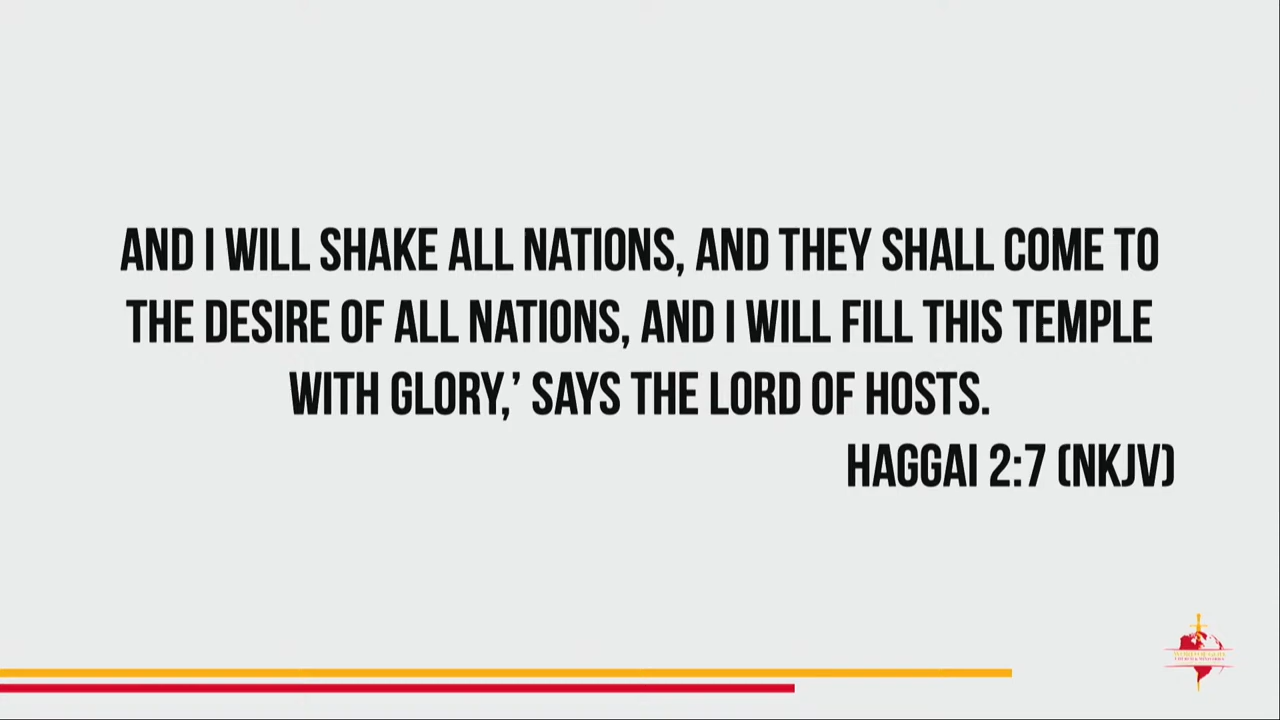 AND I WILL SHAKE ALL NATIONS, AND THEY SHALL COME TO
THE DESIRE OF ALL NATIONS, AND I WILL FILL THIS TEMPLE
WITH GLORY,’ SAYS THE LORD OF HOSTS.
HAGGAI 2:7 (NKJV)